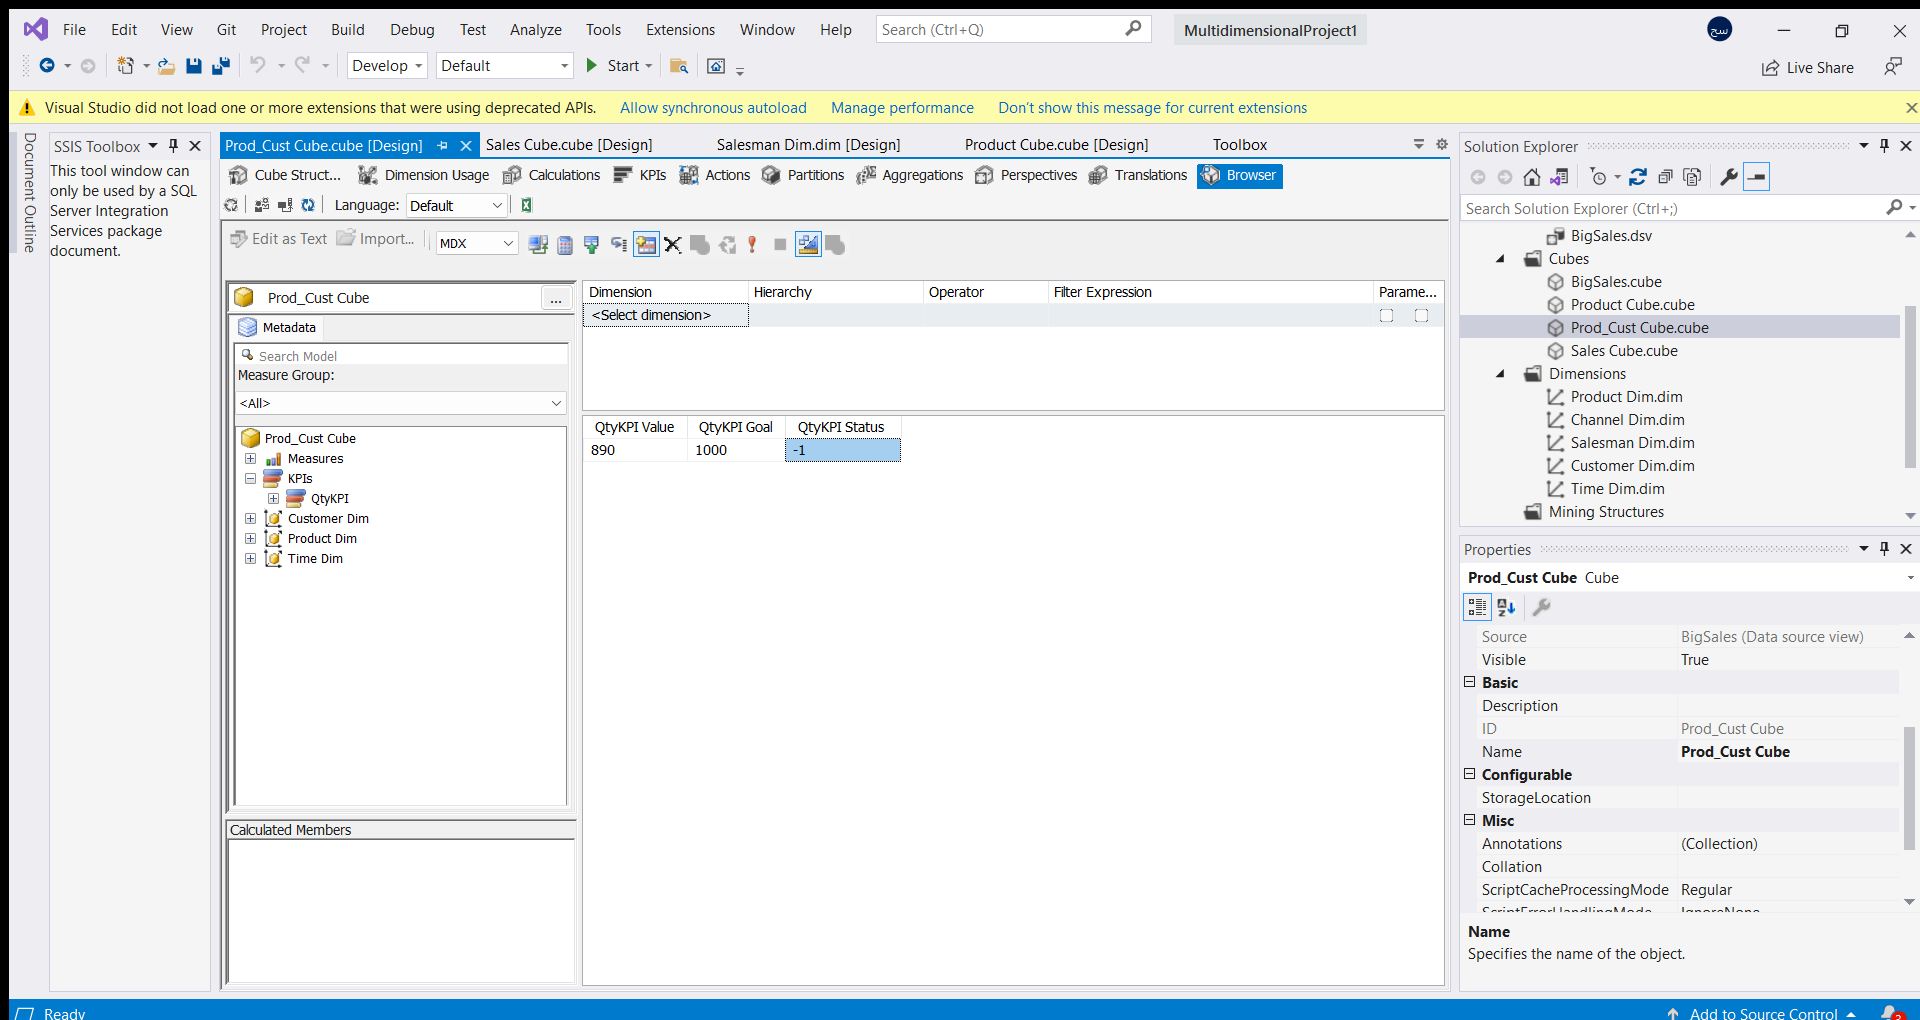 File Edit View Git Project Build Debug Test Analyze Tools Extensions Window Help Search (Ctrl+Q) MultidimensionalProject1 سح
Develop Default Start Live Share
Visual Studio did not load one or more extensions that were using deprecated APIs. Allow synchronous autoload Manage performance Don't show this message for current extensions
Document Outline
SSIS Toolbox
This tool window can
only be used by a SQL
Server Integration
Services package
document.
Prod_Cust Cube.cube [Design] Sales Cube.cube [Design] Salesman Dim.dim [Design] Product Cube.cube [Design] Toolbox
Cube Struct... Dimension Usage Calculations KPIs Actions Partitions Aggregations Perspectives Translations Browser
Language: Default
Edit as Text Import... MDX
Prod_Cust Cube ...
Metadata
Search Model
Measure Group:
<All>
Prod_Cust Cube
Measures
KPIs
QtyKPI
Customer Dim
Product Dim
Time Dim
Calculated Members
Dimension Hierarchy Operator Filter Expression Parame...
<Select dimension>
QtyKPI Value QtyKPI Goal QtyKPI Status
890 1000 -1
Solution Explorer
Search Solution Explorer (Ctrl+;)
BigSales.dsv
Cubes
BigSales.cube
Product Cube.cube
Prod_Cust Cube.cube
Sales Cube.cube
Dimensions
Product Dim.dim
Channel Dim.dim
Salesman Dim.dim
Customer Dim.dim
Time Dim.dim
Mining Structures
Properties
Prod_Cust Cube Cube
Source BigSales (Data source view)
Visible True
Basic
Description
ID Prod_Cust Cube
Name Prod_Cust Cube
Configurable
StorageLocation
Misc
Annotations (Collection)
Collation
ScriptCacheProcessingMode Regular
ScriptErrorHandlingMode IgnoreNone
Name
Specifies the name of the object.
Ready Add to Source Control